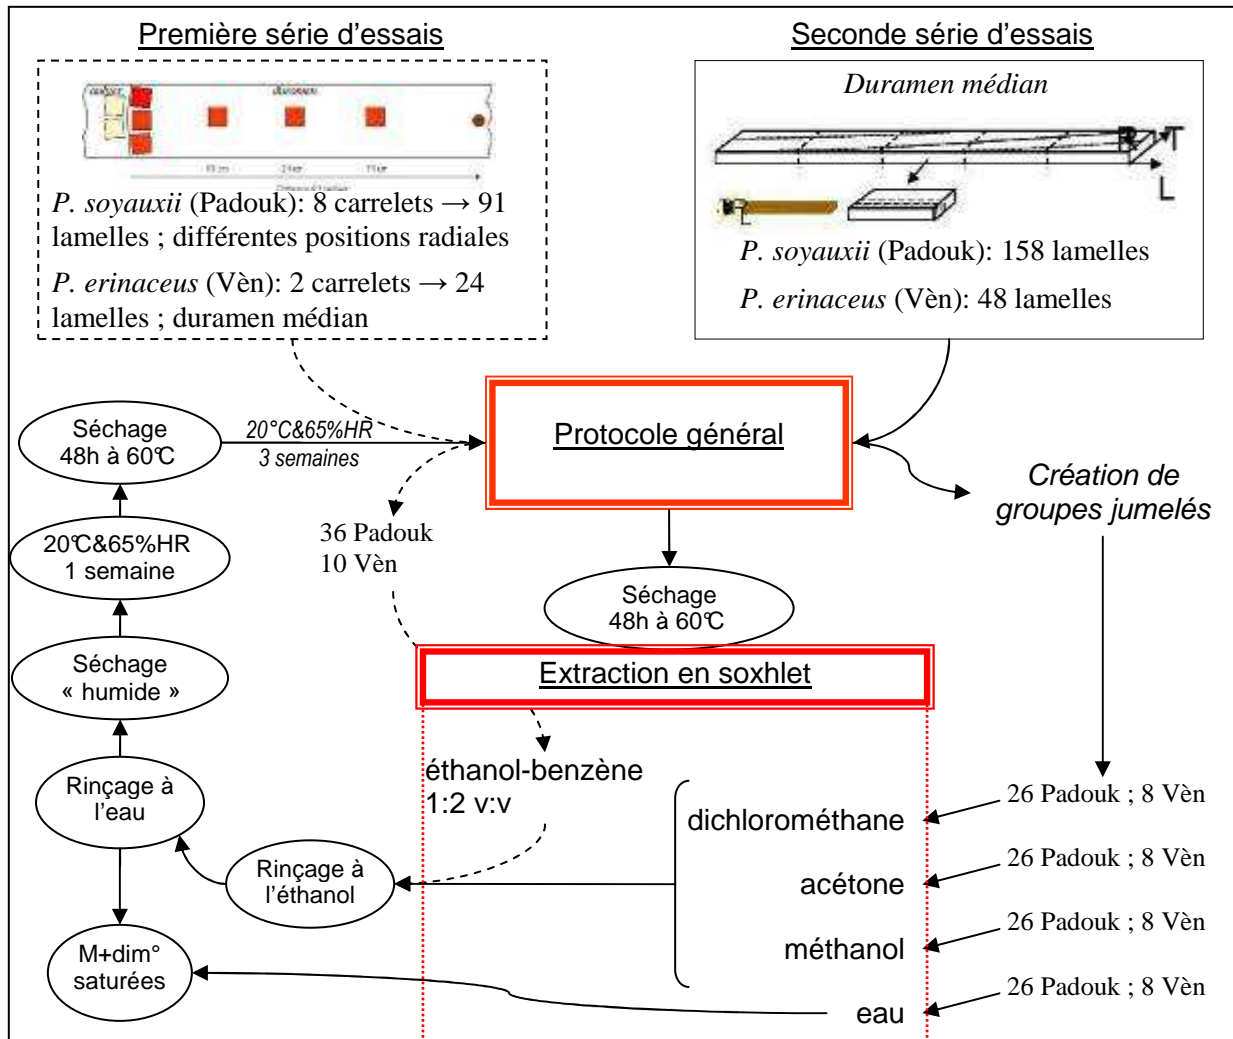 Première série d'essais
duramen
P. soyauxii (Padouk): 8 carrelets → 91
lamelles ; différentes positions radiales
P. erinaceus (Vèn): 2 carrelets → 24
lamelles ; duramen médian
Seconde série d'essais
Duramen médian
R
T
L
P. soyauxii (Padouk): 158 lamelles
P. erinaceus (Vèn): 48 lamelles
Séchage
48h à 60°C
20°C&65%HR
3 semaines
Protocole général
Création de
groupes jumelés
36 Padouk
10 Vèn
20°C&65%HR
1 semaine
Séchage
48h à 60°C
Séchage
« humide »
Extraction en soxhlet
éthanol-benzène
1:2 v:v
Rinçage à
l'eau
Rinçage à
l'éthanol
M+dim°
saturées
dichlorométhane
26 Padouk ; 8 Vèn
acétone
26 Padouk ; 8 Vèn
méthanol
26 Padouk ; 8 Vèn
eau
26 Padouk ; 8 Vèn